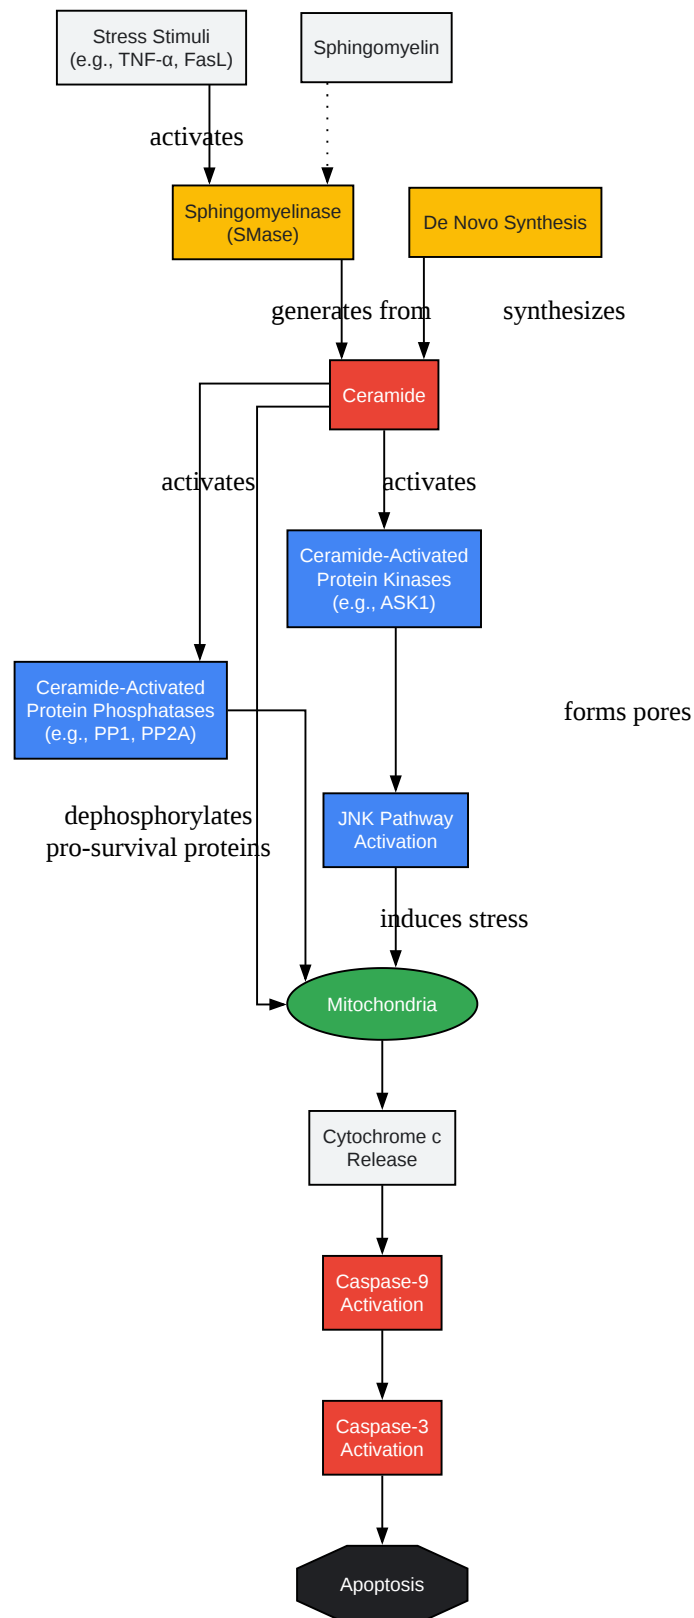 Stress Stimuli
(e.g., TNF-α, FasL)
Sphingomyelin
activates
Sphingomyelinase
(SMase)
De Novo Synthesis
generates from
synthesizes
Ceramide
activates
activates
Ceramide-Activated
Protein Kinases
(e.g., ASK1)
Ceramide-Activated
Protein Phosphatases
(e.g., PP1, PP2A)
forms pores
dephosphorylates
pro-survival proteins
JNK Pathway
Activation
induces stress
Mitochondria
Cytochrome c
Release
Caspase-9
Activation
Caspase-3
Activation
Apoptosis